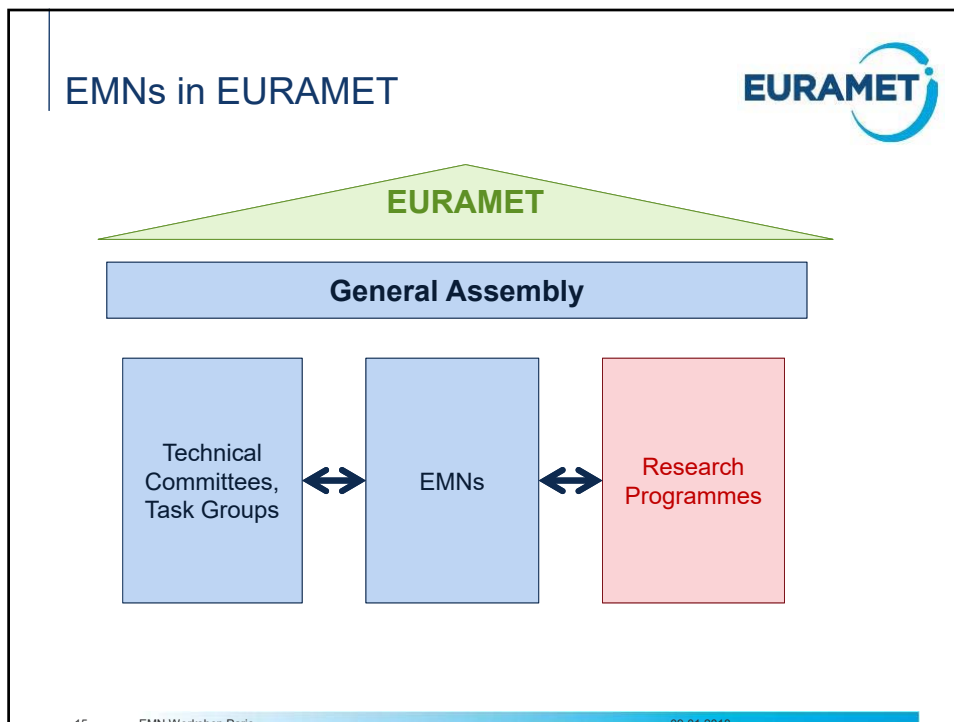 EMNs in EURAMET
EURAMET
EURAMET
General Assembly
Technical
Committees,
Task Groups
EMNs
Research
Programmes